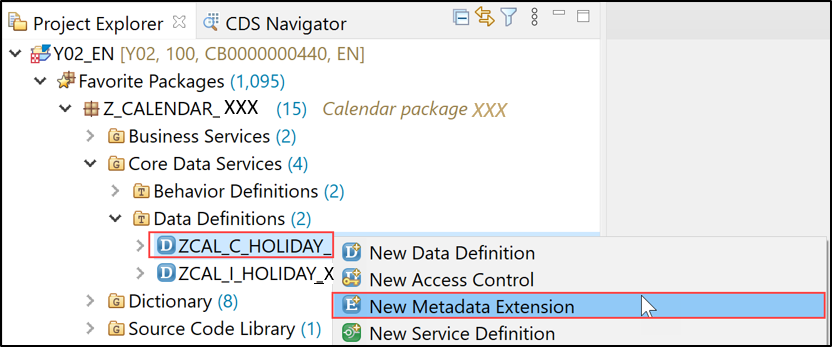 Project Explorer CDS Navigator
Y02_EN [Y02, 100, CB0000000440, EN]
Favorite Packages (1,095)
Z_CALENDAR_XXX (15) Calendar package XXX
Business Services (2)
Core Data Services (4)
Behavior Definitions (2)
Data Definitions (2)
ZCAL_C_HOLIDAY_
New Data Definition
ZCAL_I_HOLIDAY_X
New Access Control
Dictionary (8)
New Metadata Extension
Source Code Library (1)
New Service Definition